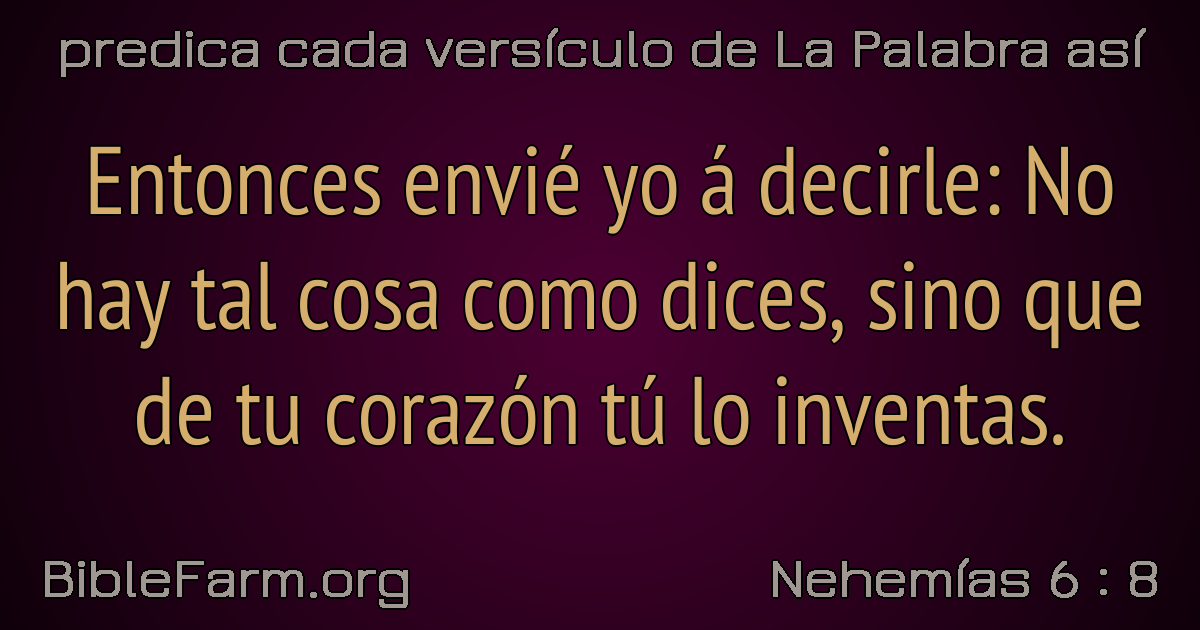 predica cada versículo de La Palabra así
Entonces envié yo á decirle: No
hay tal cosa como dices, sino que
de tu corazón tú lo inventas.
BibleFarm.org
Nehemías 6 : 8